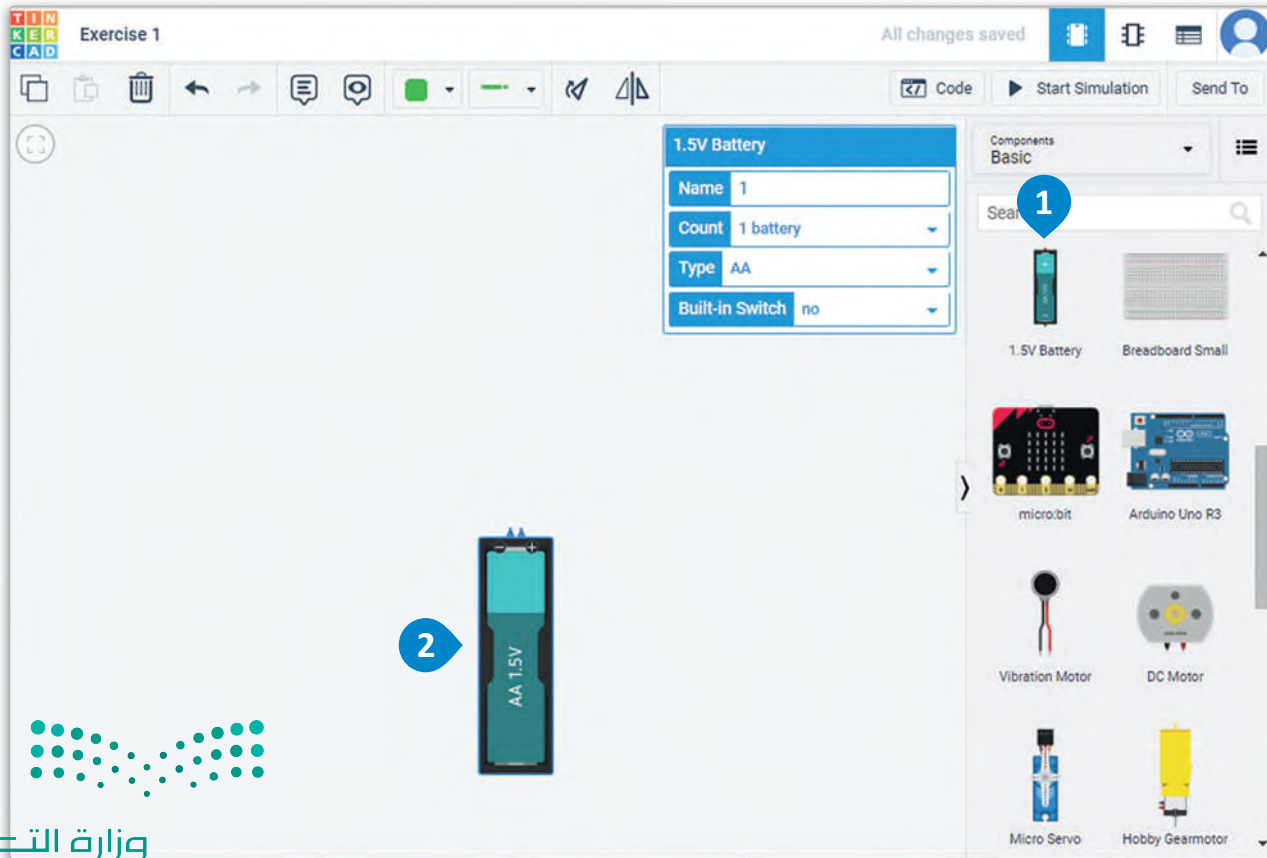 TIN
KER
CAD
Exercise 1
All changes saved
Code
Start Simulation
Send To
1.5V Battery
Name 1
Count 1 battery
Type AA
Built-in Switch no
Components
Basic
Sear
1
1.5V Battery
Breadboard Small
micro:bit
Arduino Uno R3
Vibration Motor
DC Motor
Micro Servo
Hobby Gearmotor
2
AA 1.5V
وزارة التـ